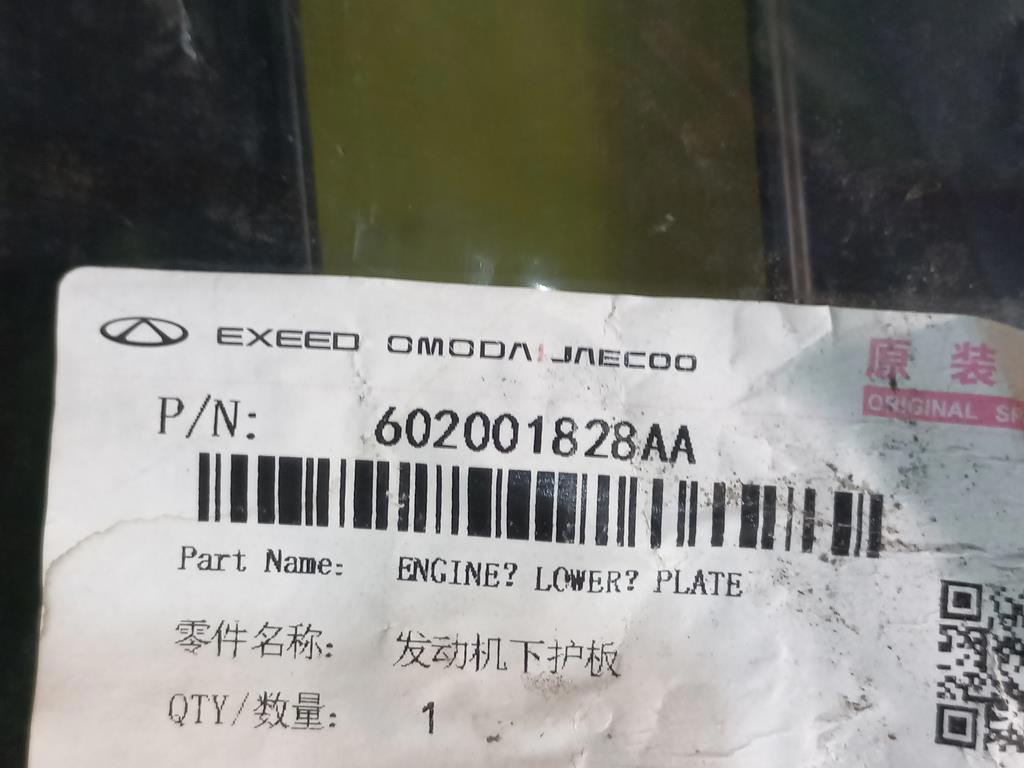 EXEED OMODA | JAECOO
原装
ORIGINAL
P/N: 602001828AA
Part Name: ENGINE? LOWER? PLATE
零件名称: 发动机下护板
QTY/数量: 1